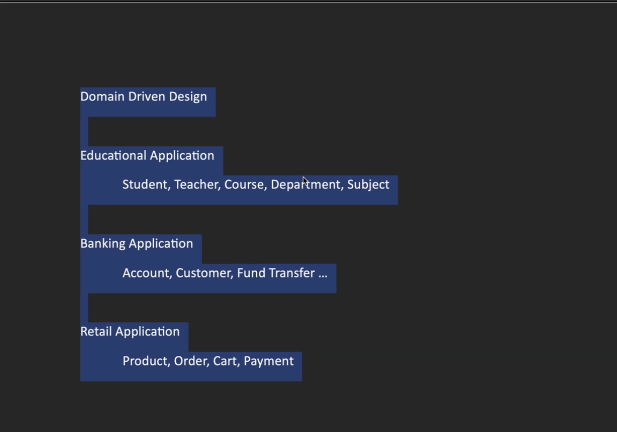 Domain Driven Design
Educational Application
Student, Teacher, Course, Department, Subject
Banking Application
Account, Customer, Fund Transfer ...
Retail Application
Product, Order, Cart, Payment